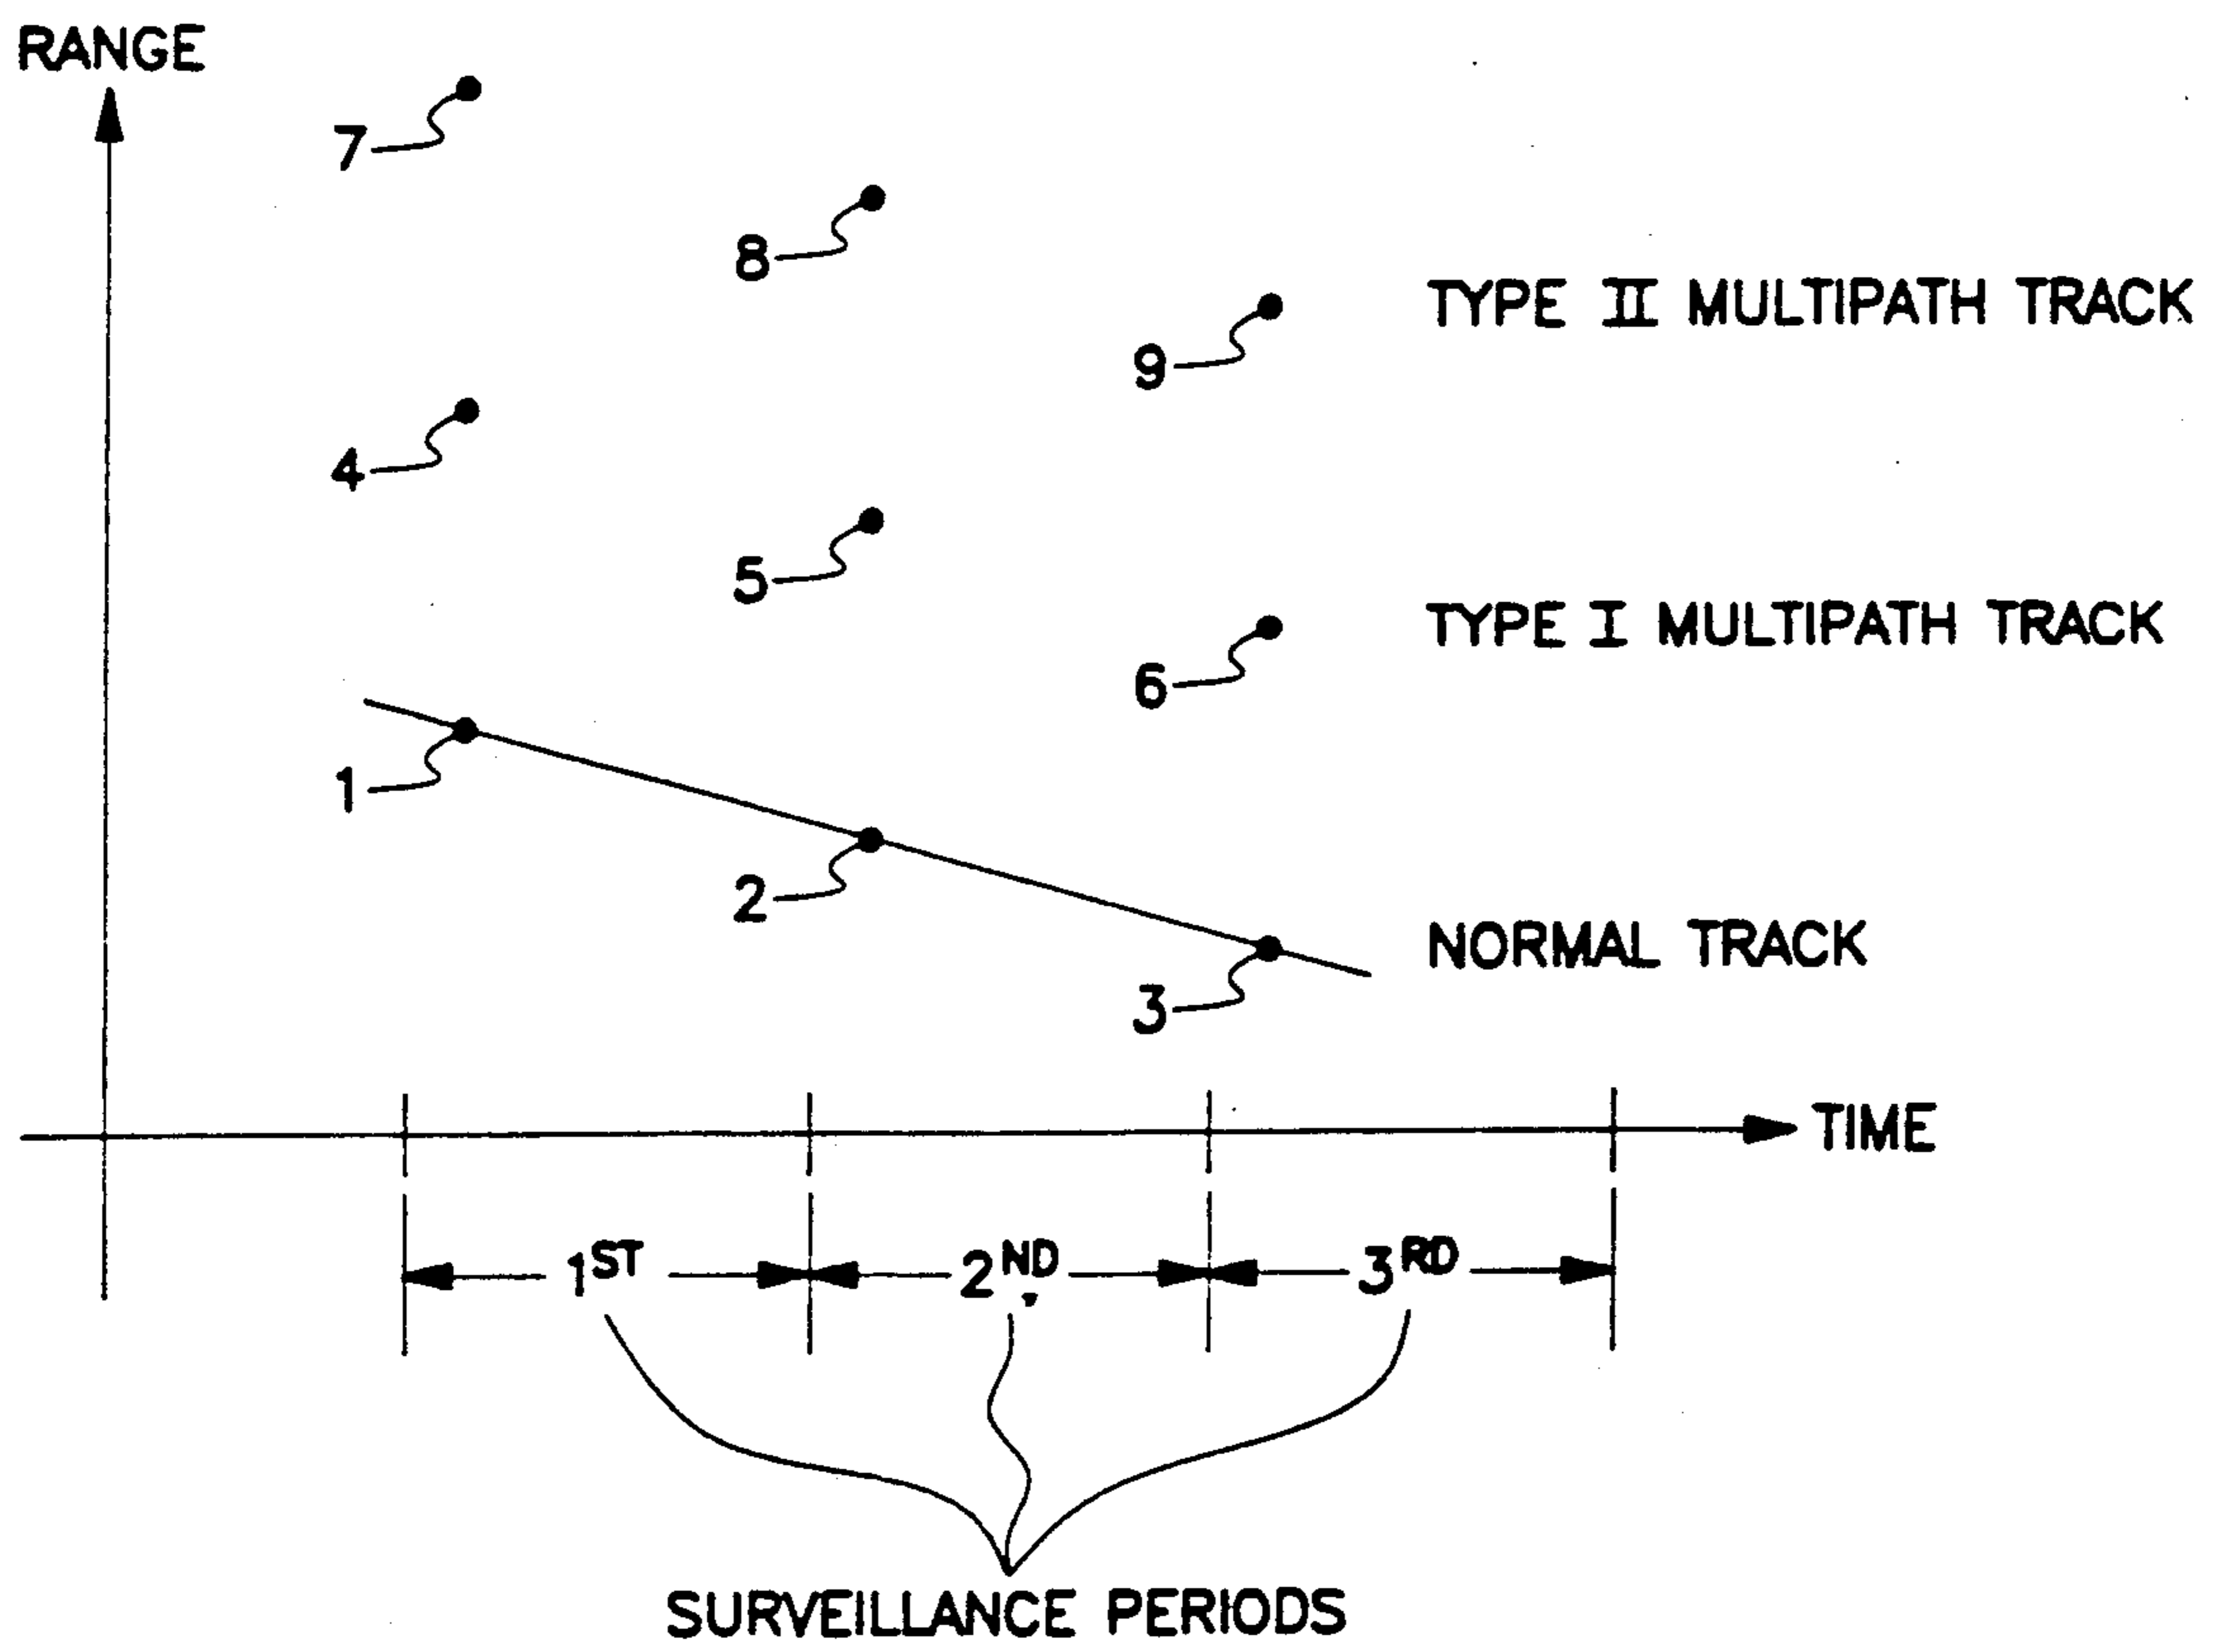 RANGE
7
8
TYPE II MULTIPATH TRACK
9
4
5
TYPE I MULTIPATH TRACK
6
1
2
NORMAL TRACK
3
TIME
1ST
2ND
3RD
SURVEILLANCE PERIODS